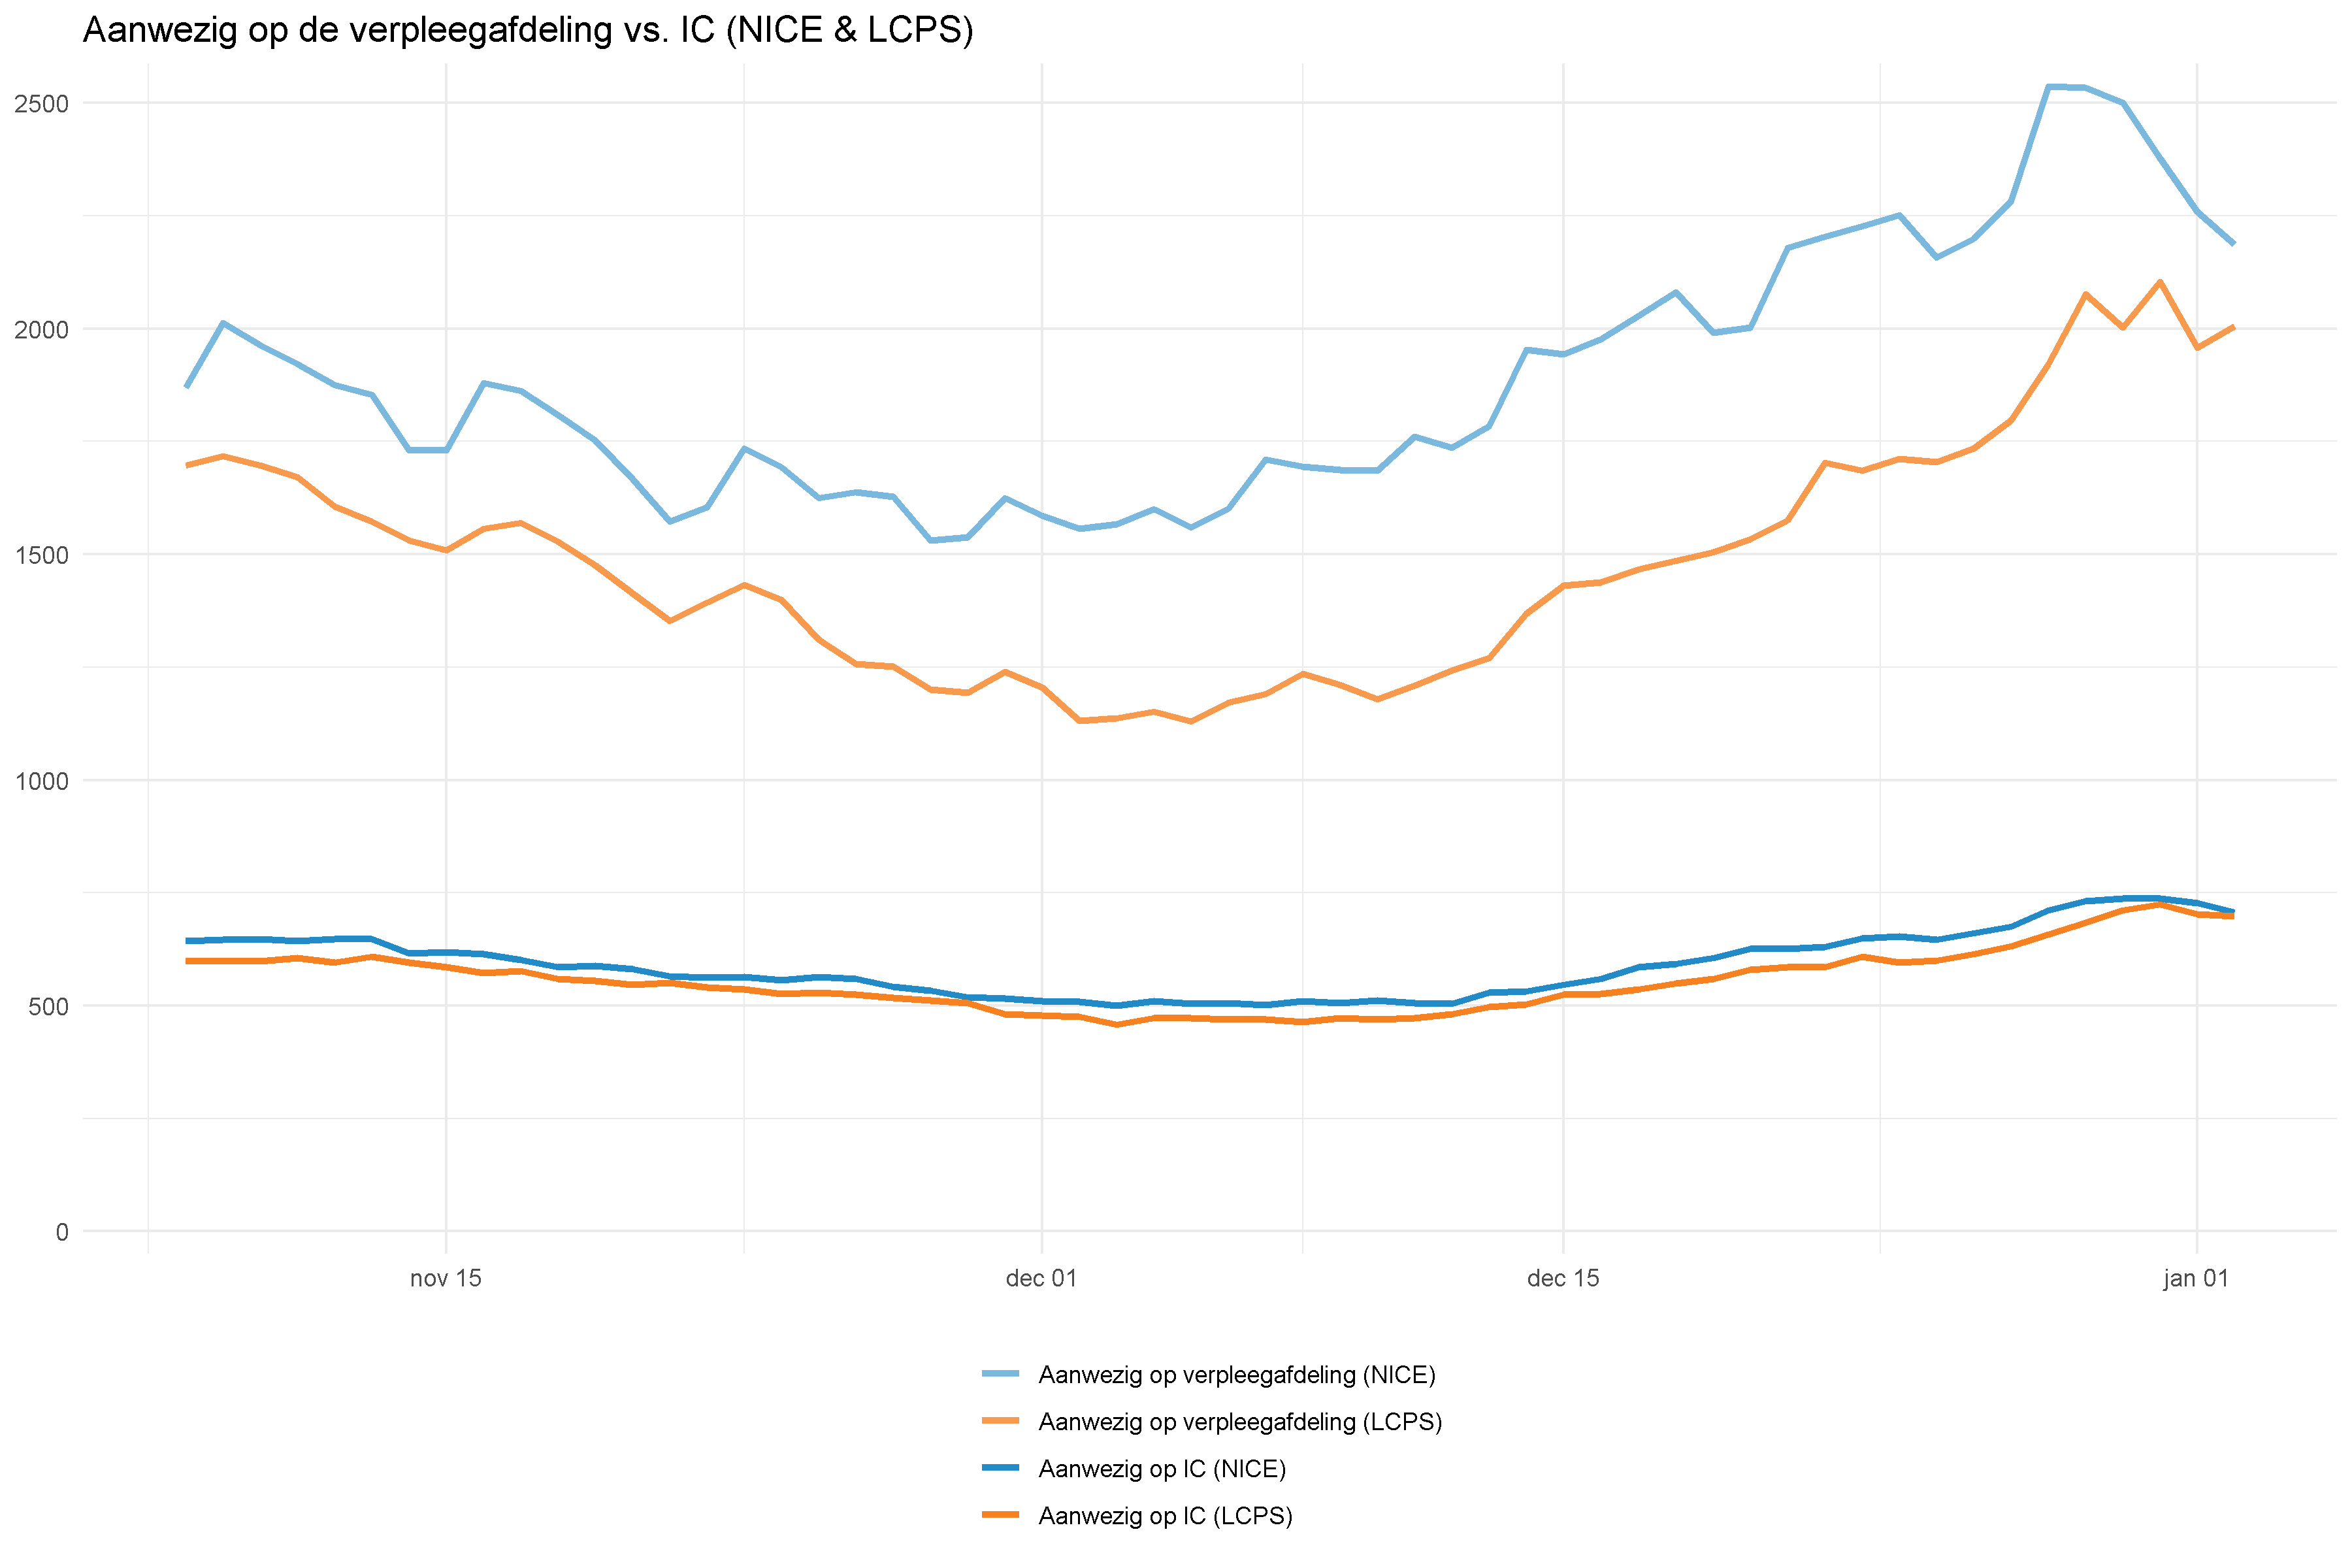 Aanwezig op de verpleegafdeling vs. IC (NICE & LCPS)
2500
2000
1500
1000
500
0
nov 15
dec 01
dec 15
jan 01
Aanwezig op verpleegafdeling (NICE)
Aanwezig op verpleegafdeling (LCPS)
Aanwezig op IC (NICE)
Aanwezig op IC (LCPS)